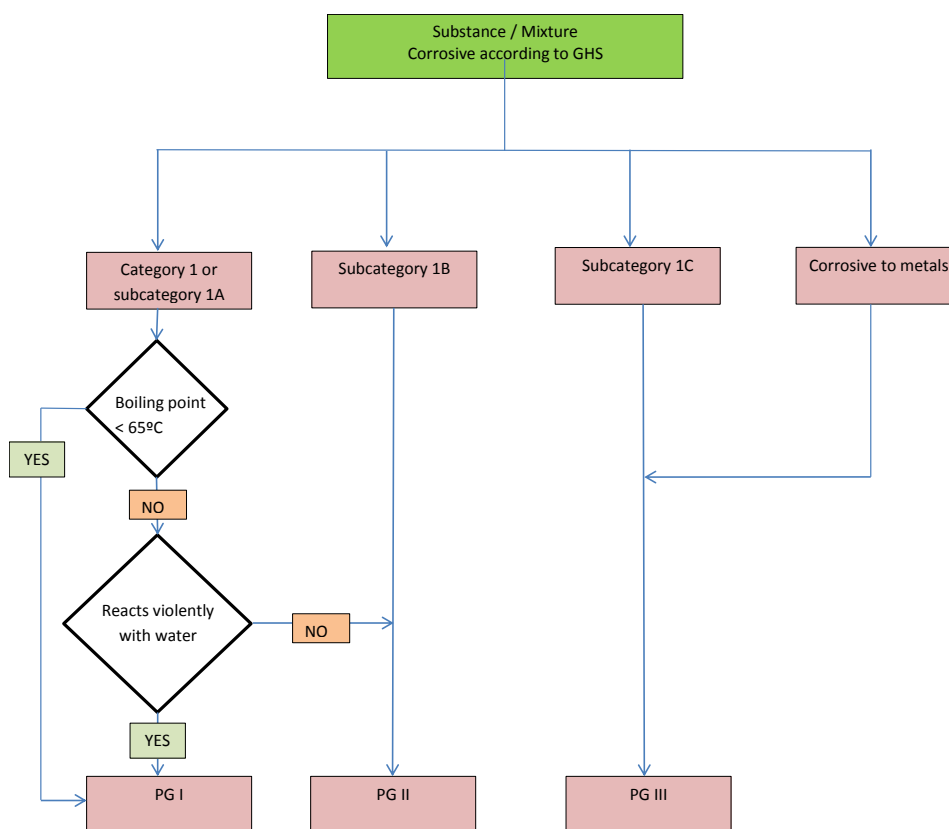 Substance / Mixture
Corrosive according to GHS
Category 1 or
subcategory 1A
Subcategory 1B
Subcategory 1C
Corrosive to metals
Boiling point
< 65ºC
YES
NO
Reacts violently
with water
NO
YES
PG I
PG II
PG III